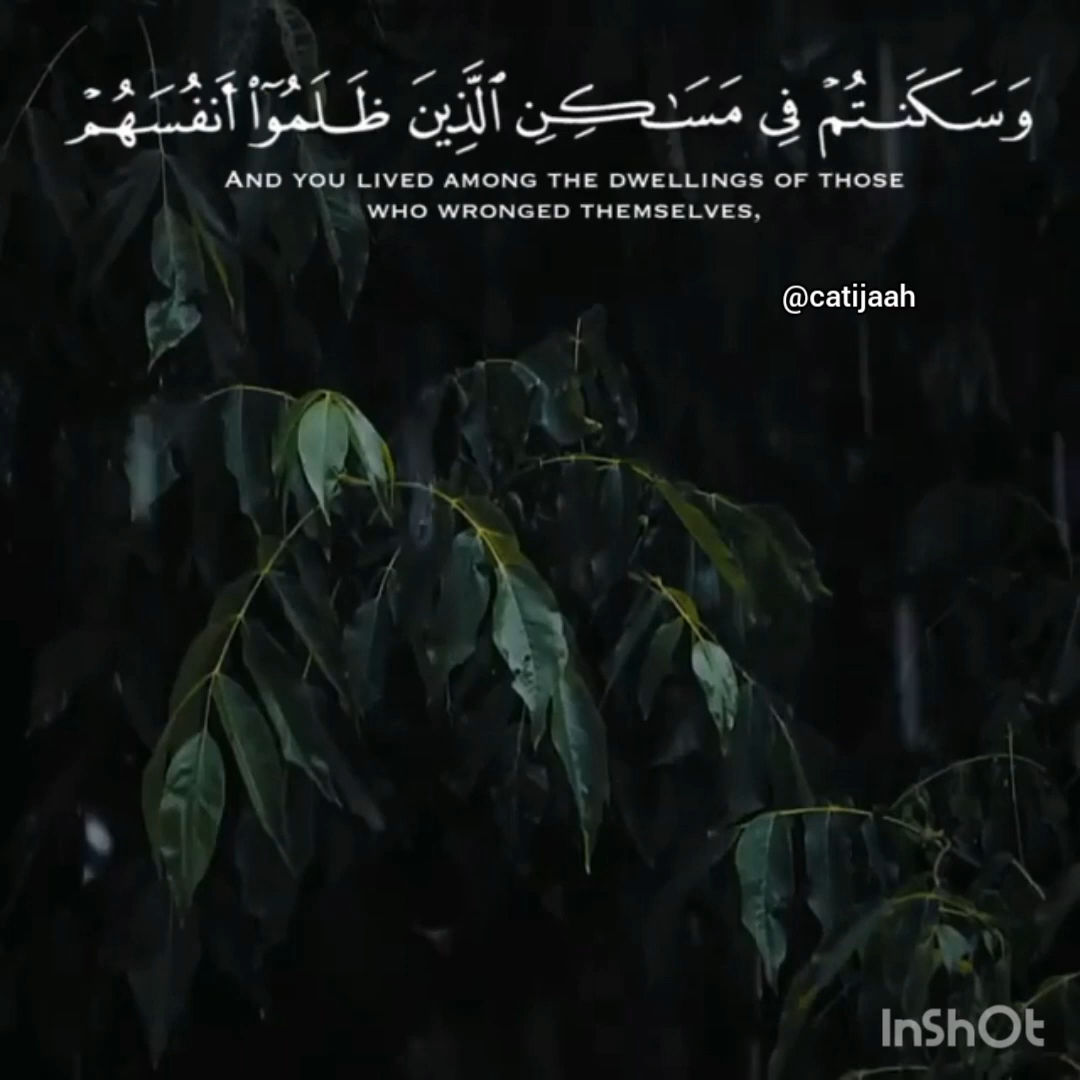 وَسَكَنتُمْ فِى مَسَـٰكِنِ ٱلَّذِينَ ظَلَمُوٓا۟ أَنفُسَهُمْ
AND YOU LIVED AMONG THE DWELLINGS OF THOSE
WHO WRONGED THEMSELVES,
@catijaah
InShOt